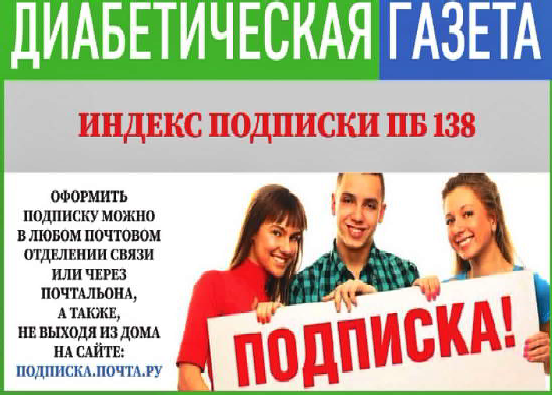 ДИАБЕТИЧЕСКАЯ ГАЗЕТА
ИНДЕКС ПОДПИСКИ ПБ 138
ОФОРМИТЬ
ПОДПИСКУ МОЖНО
В ЛЮБОМ ПОЧТОВОМ
ОТДЕЛЕНИИ СВЯЗИ
ИЛИ ЧЕРЕЗ
ПОЧТАЛЬОНА,
А ТАКЖЕ,
НЕ ВЫХОДЯ ИЗ ДОМА
НА САЙТЕ:
ПОДПИСКА.ПОЧТА.РУ
ПОДПИСКА!